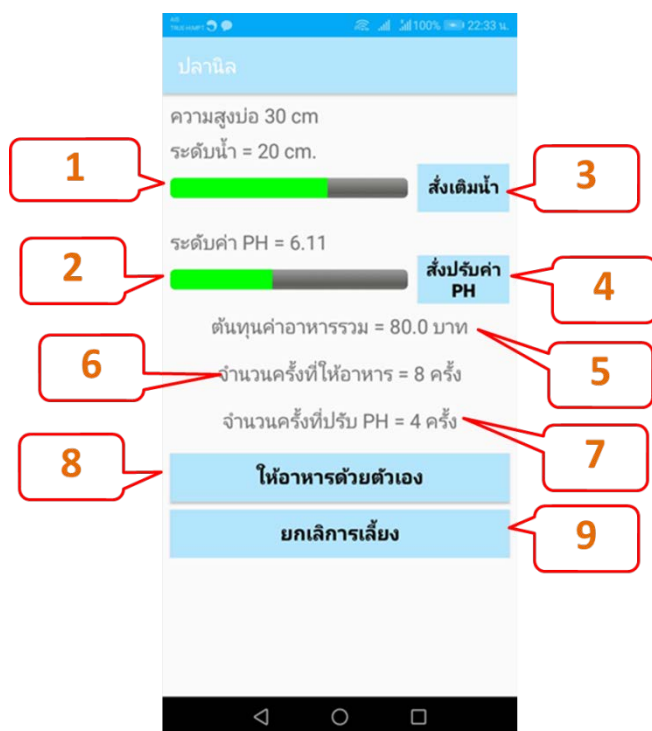 AIS
TRUE-H/MPT
100% 22:33 น.
ปลานิล
ความสูงบ่อ 30 cm
ระดับน้ำ = 20 cm.
1
สั่งเติมน้ำ
3
ระดับค่า PH = 6.11
2
สั่งปรับค่า
PH
4
ต้นทุนค่าอาหารรวม = 80.0 บาท
5
6
จำนวนครั้งที่ให้อาหาร = 8 ครั้ง
จำนวนครั้งที่ปรับ PH = 4 ครั้ง
7
8
ให้อาหารด้วยตัวเอง
ยกเลิการเลี้ยง
9